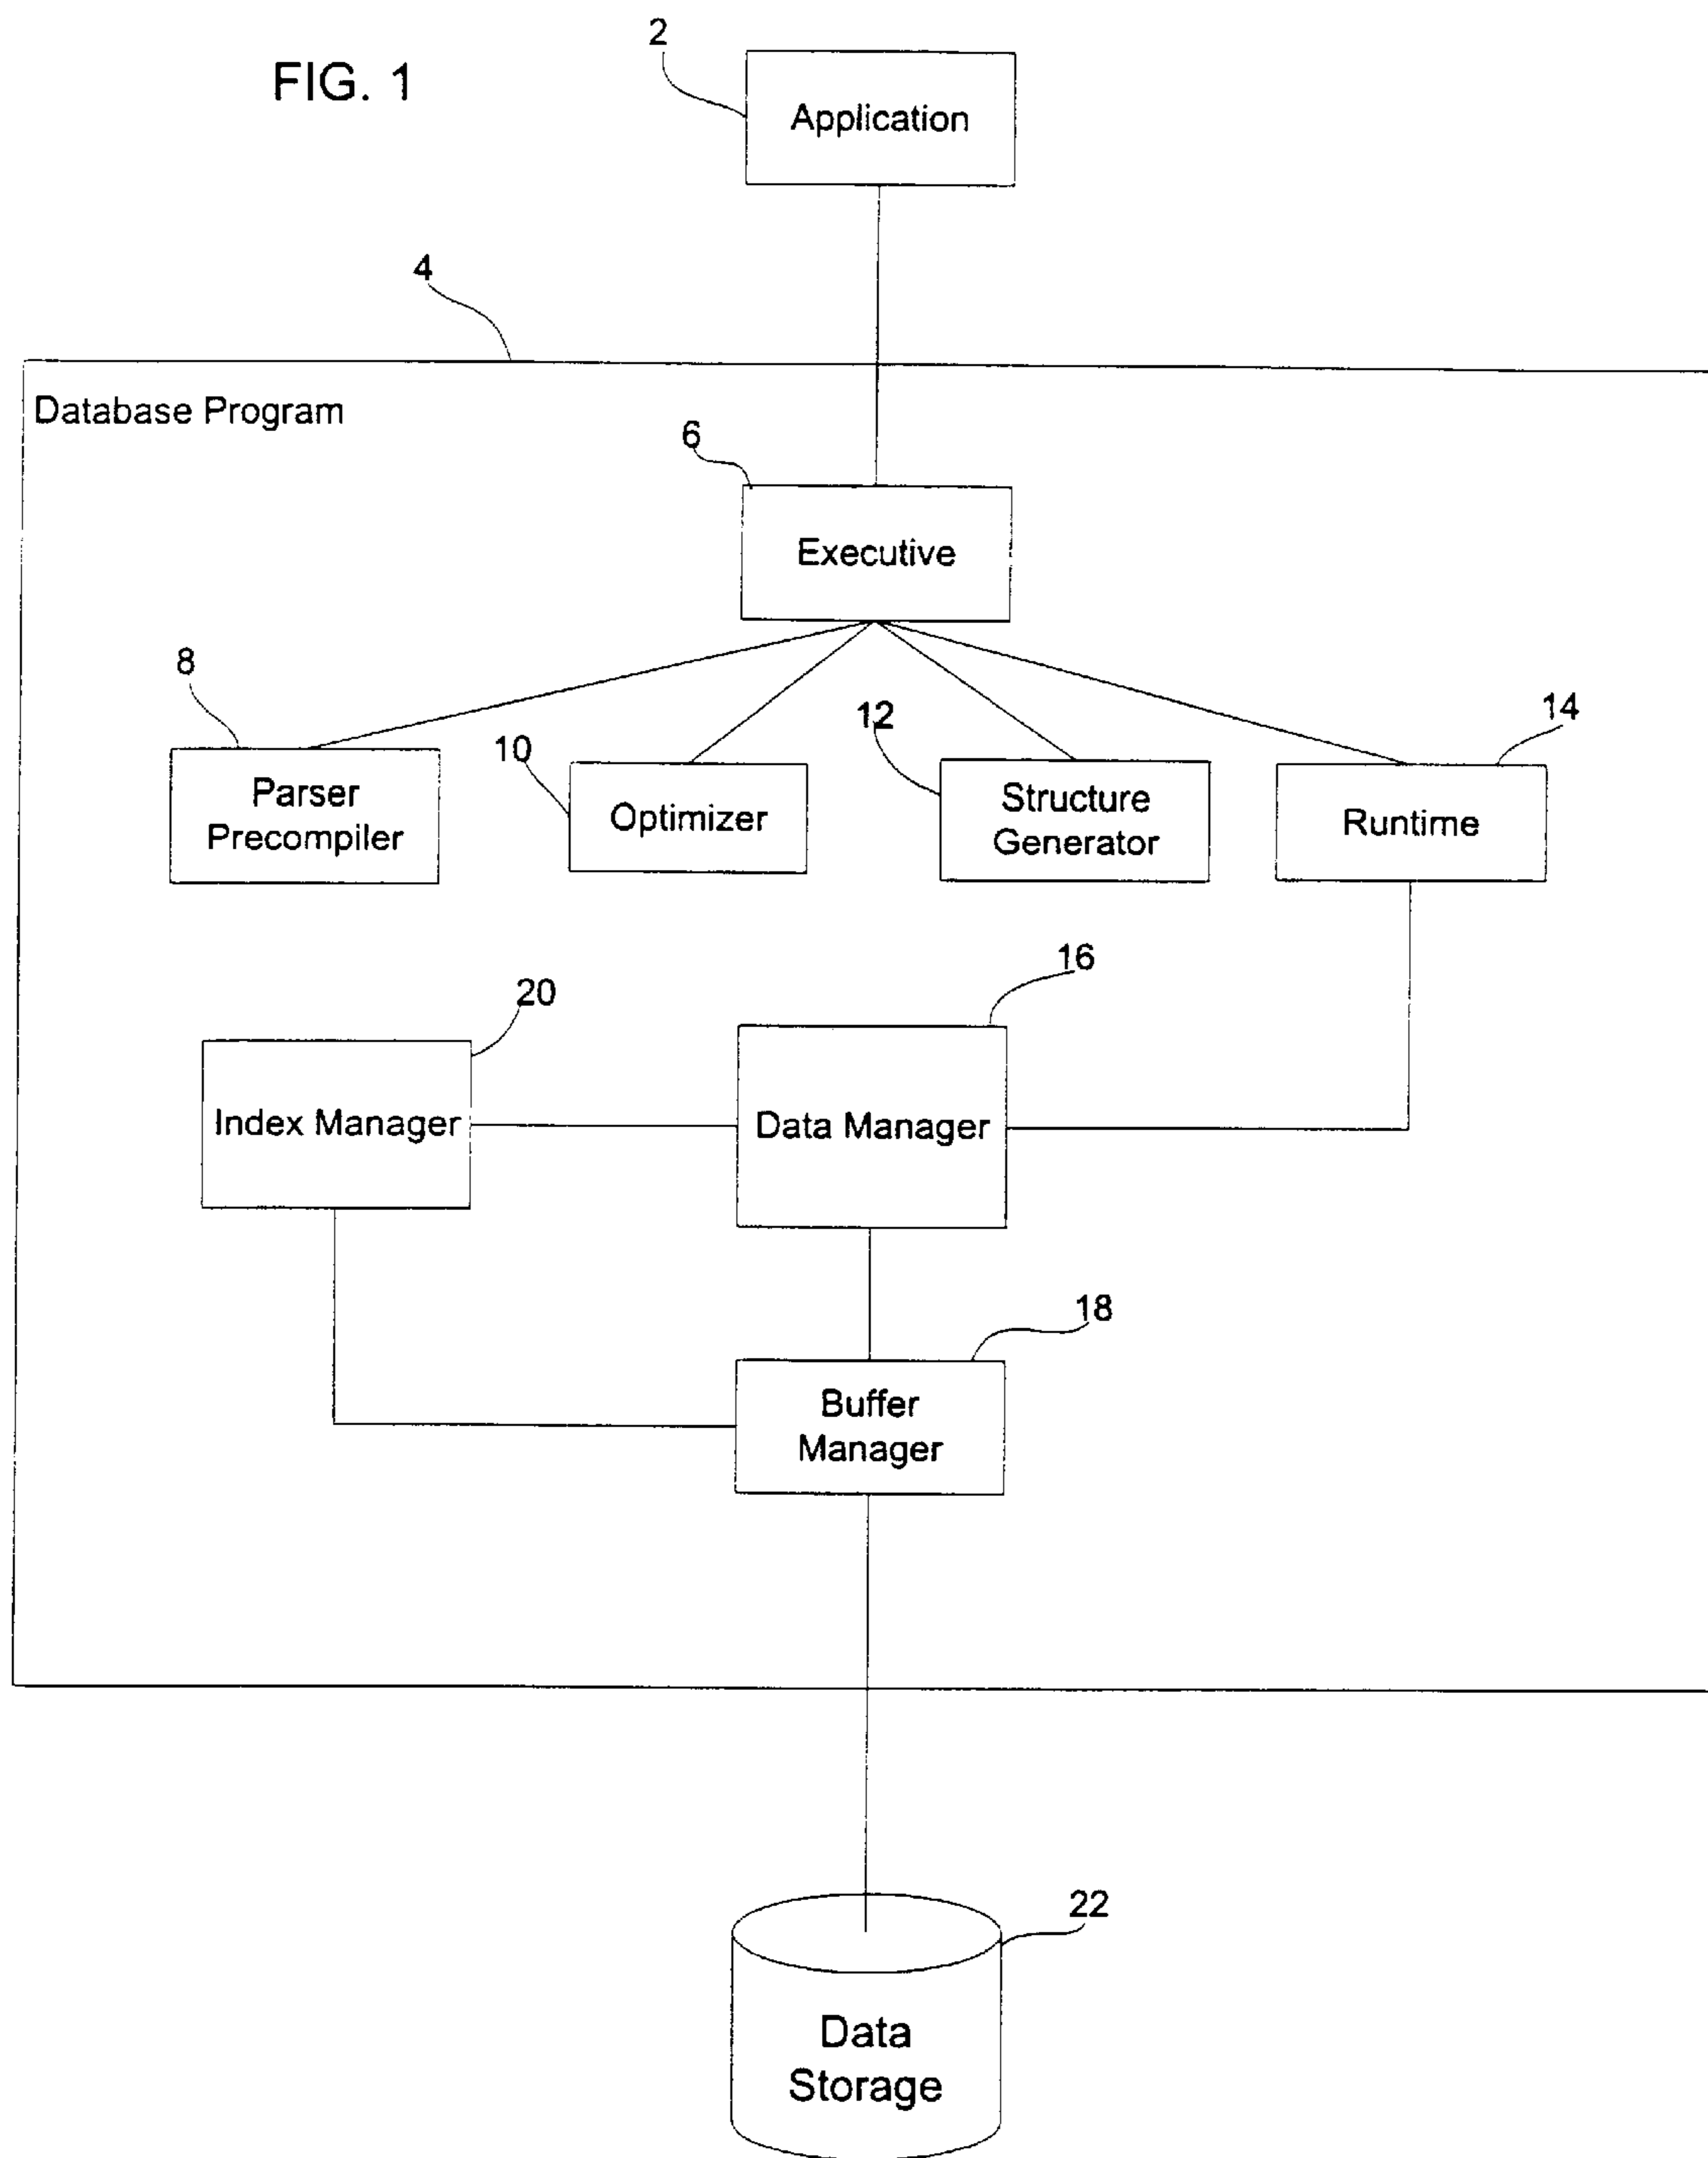 FIG. 1
2
Application
4
Database Program
6
Executive
8
Parser
Precompiler
10
Optimizer
12
Structure
Generator
14
Runtime
20
Index Manager
16
Data Manager
18
Buffer
Manager
22
Data
Storage